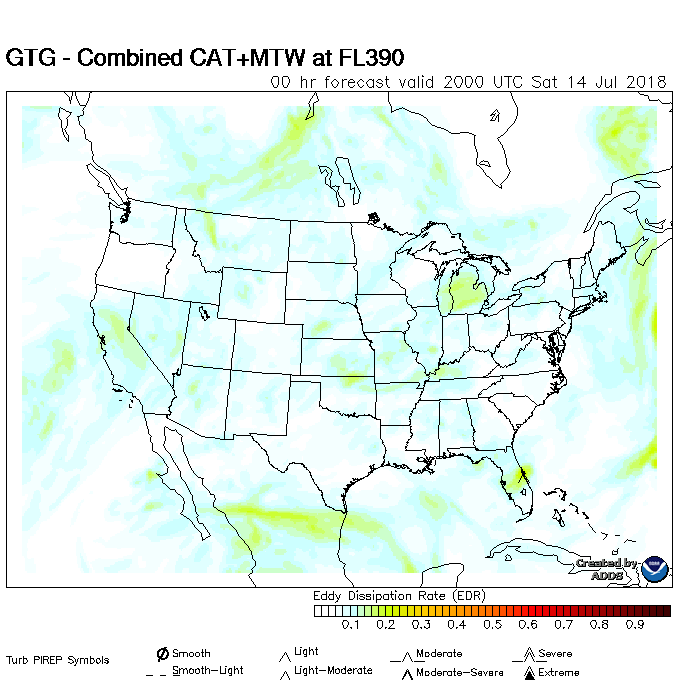 GTG - Combined CAT+MTW at FL390
00 hr forecast valid 2000 UTC Sat 14 Jul 2018
Created by
ADDS
Eddy Dissipation Rate (EDR)
0.1 0.2 0.3 0.4 0.5 0.6 0.7 0.8 0.9
Turb PIREP Symbols
Smooth Light Moderate Severe
Smooth-Light Light-Moderate Moderate-Severe Extreme